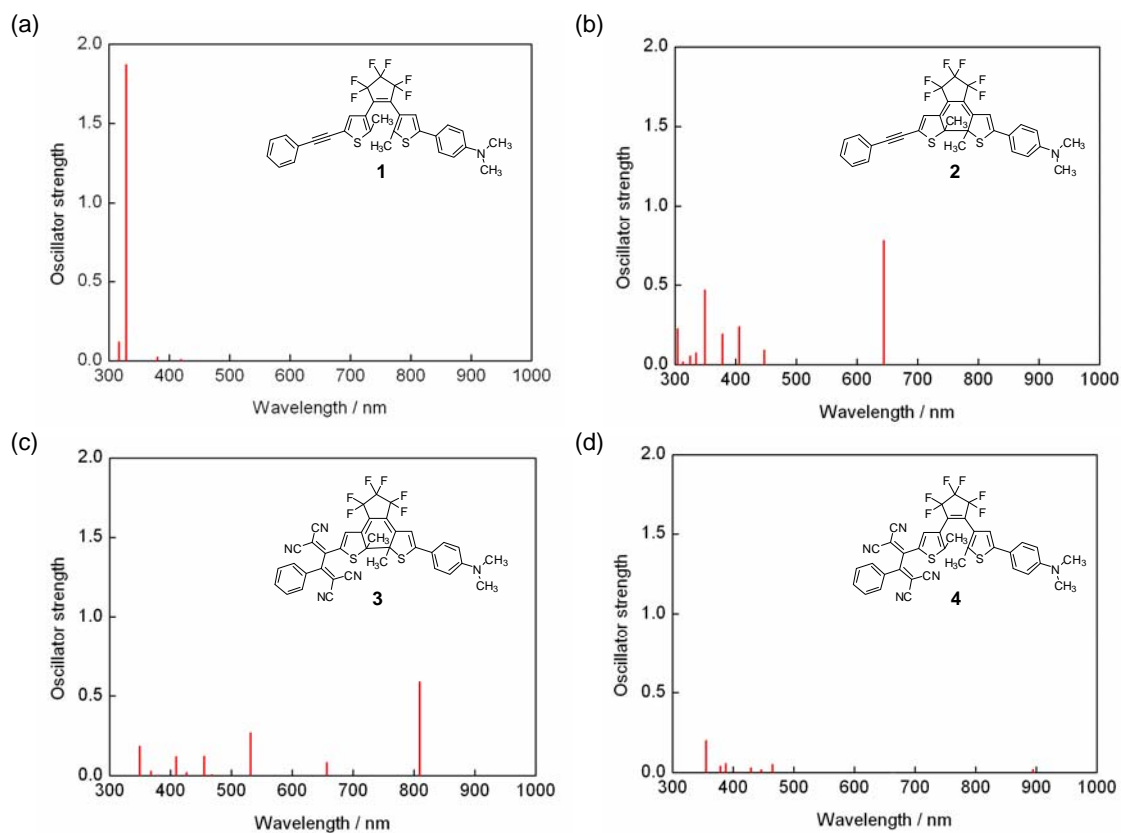 (a)
2.0
1.5
1.0
0.5
0.0
300 400 500 600 700 800 900 1000
Oscillator strength
Wavelength / nm
F F F F F F
CH₃
S S
H₃C
N CH₃
CH₃
1
(b)
2.0
1.5
1.0
0.5
0.0
300 400 500 600 700 800 900 1000
Oscillator strength
Wavelength / nm
F F F F F F
CH₃
S S
H₃C
N CH₃
CH₃
2
(c)
2.0
1.5
1.0
0.5
0.0
300 400 500 600 700 800 900 1000
Oscillator strength
Wavelength / nm
F F F F F F
CN
NC
CH₃
S S
H₃C
CN
NC
N CH₃
CH₃
3
(d)
2.0
1.5
1.0
0.5
0.0
300 400 500 600 700 800 900 1000
Oscillator strength
Wavelength / nm
F F F F F F
CN
NC
CH₃
S S
H₃C
CN
NC
N CH₃
CH₃
4